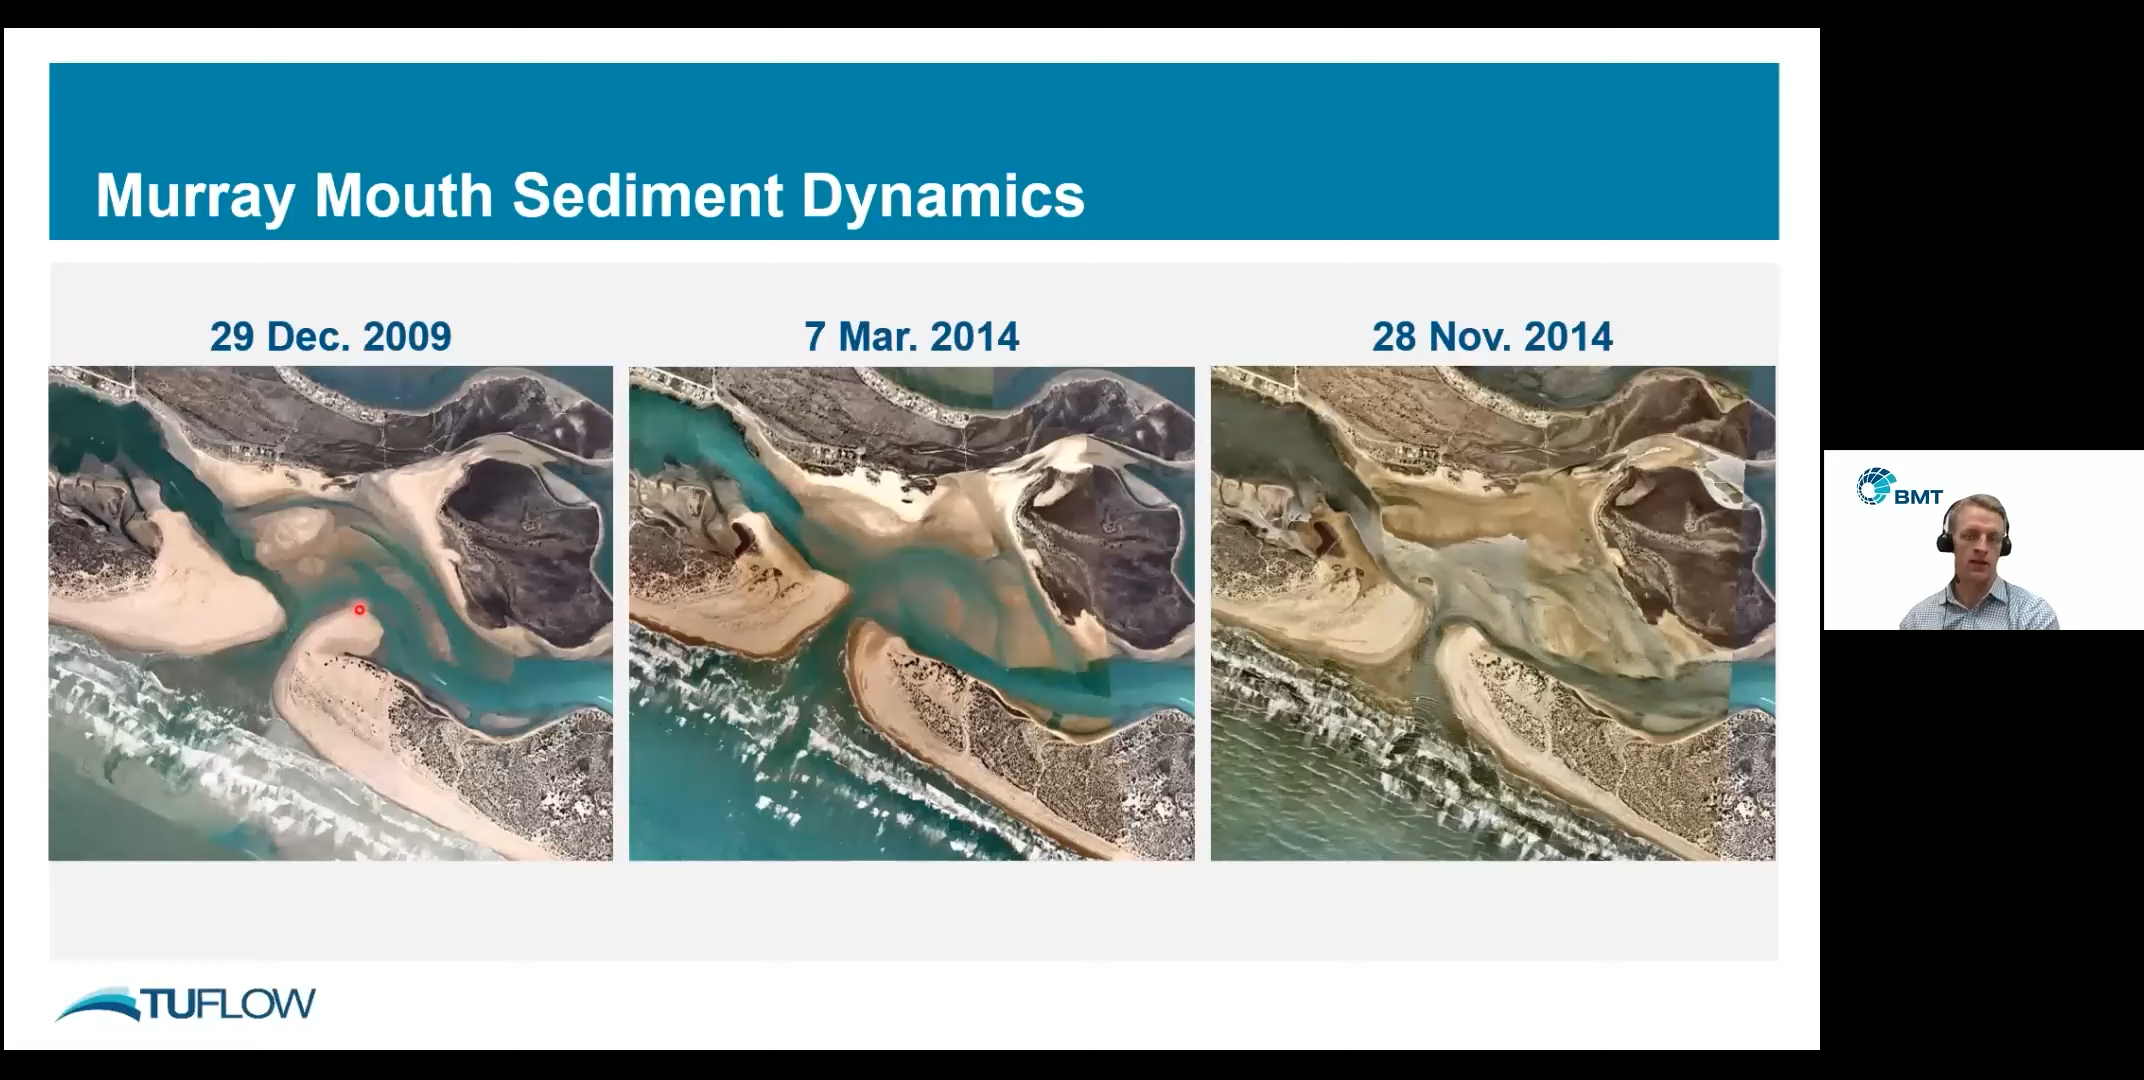 Murray Mouth Sediment Dynamics
29 Dec. 2009
7 Mar. 2014
28 Nov. 2014
BMT
TUFLOW